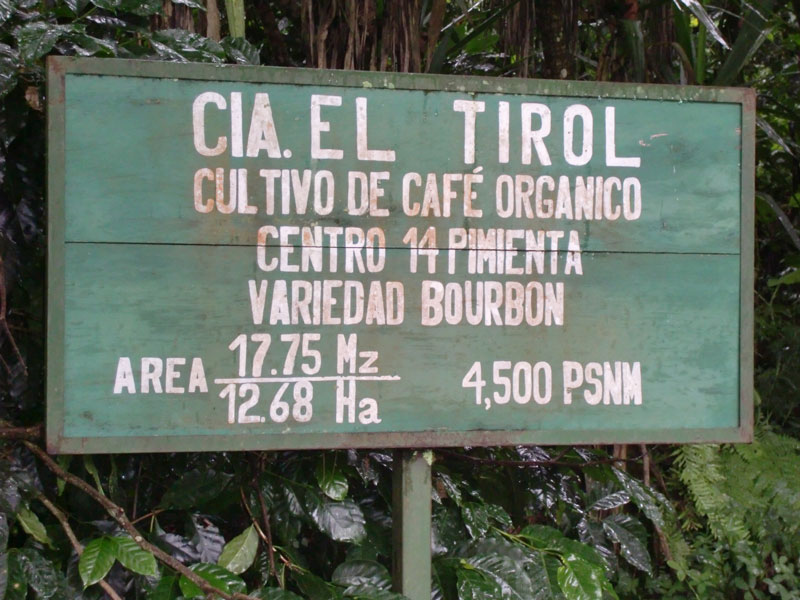 CIA. EL TIROL
CULTIVO DE CAFÉ ORGANICO
CENTRO 14 PIMIENTA
VARIEDAD BOURBON
AREA 17.75 Mz
12.68 Ha
4,500 PSNM